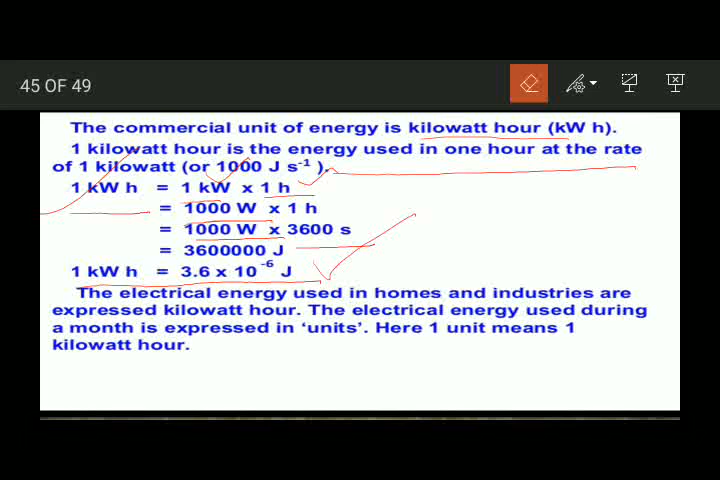 45 OF 49
The commercial unit of energy is kilowatt hour (kW h).
1 kilowatt hour is the energy used in one hour at the rate
of 1 kilowatt (or 1000 J s⁻¹ ).
1 kW h = 1 kW x 1 h
= 1000 W x 1 h
= 1000 W x 3600 s
= 3600000 J
1 kW h = 3.6 x 10⁻⁶ J
The electrical energy used in homes and industries are
expressed kilowatt hour. The electrical energy used during
a month is expressed in ‘units’. Here 1 unit means 1
kilowatt hour.